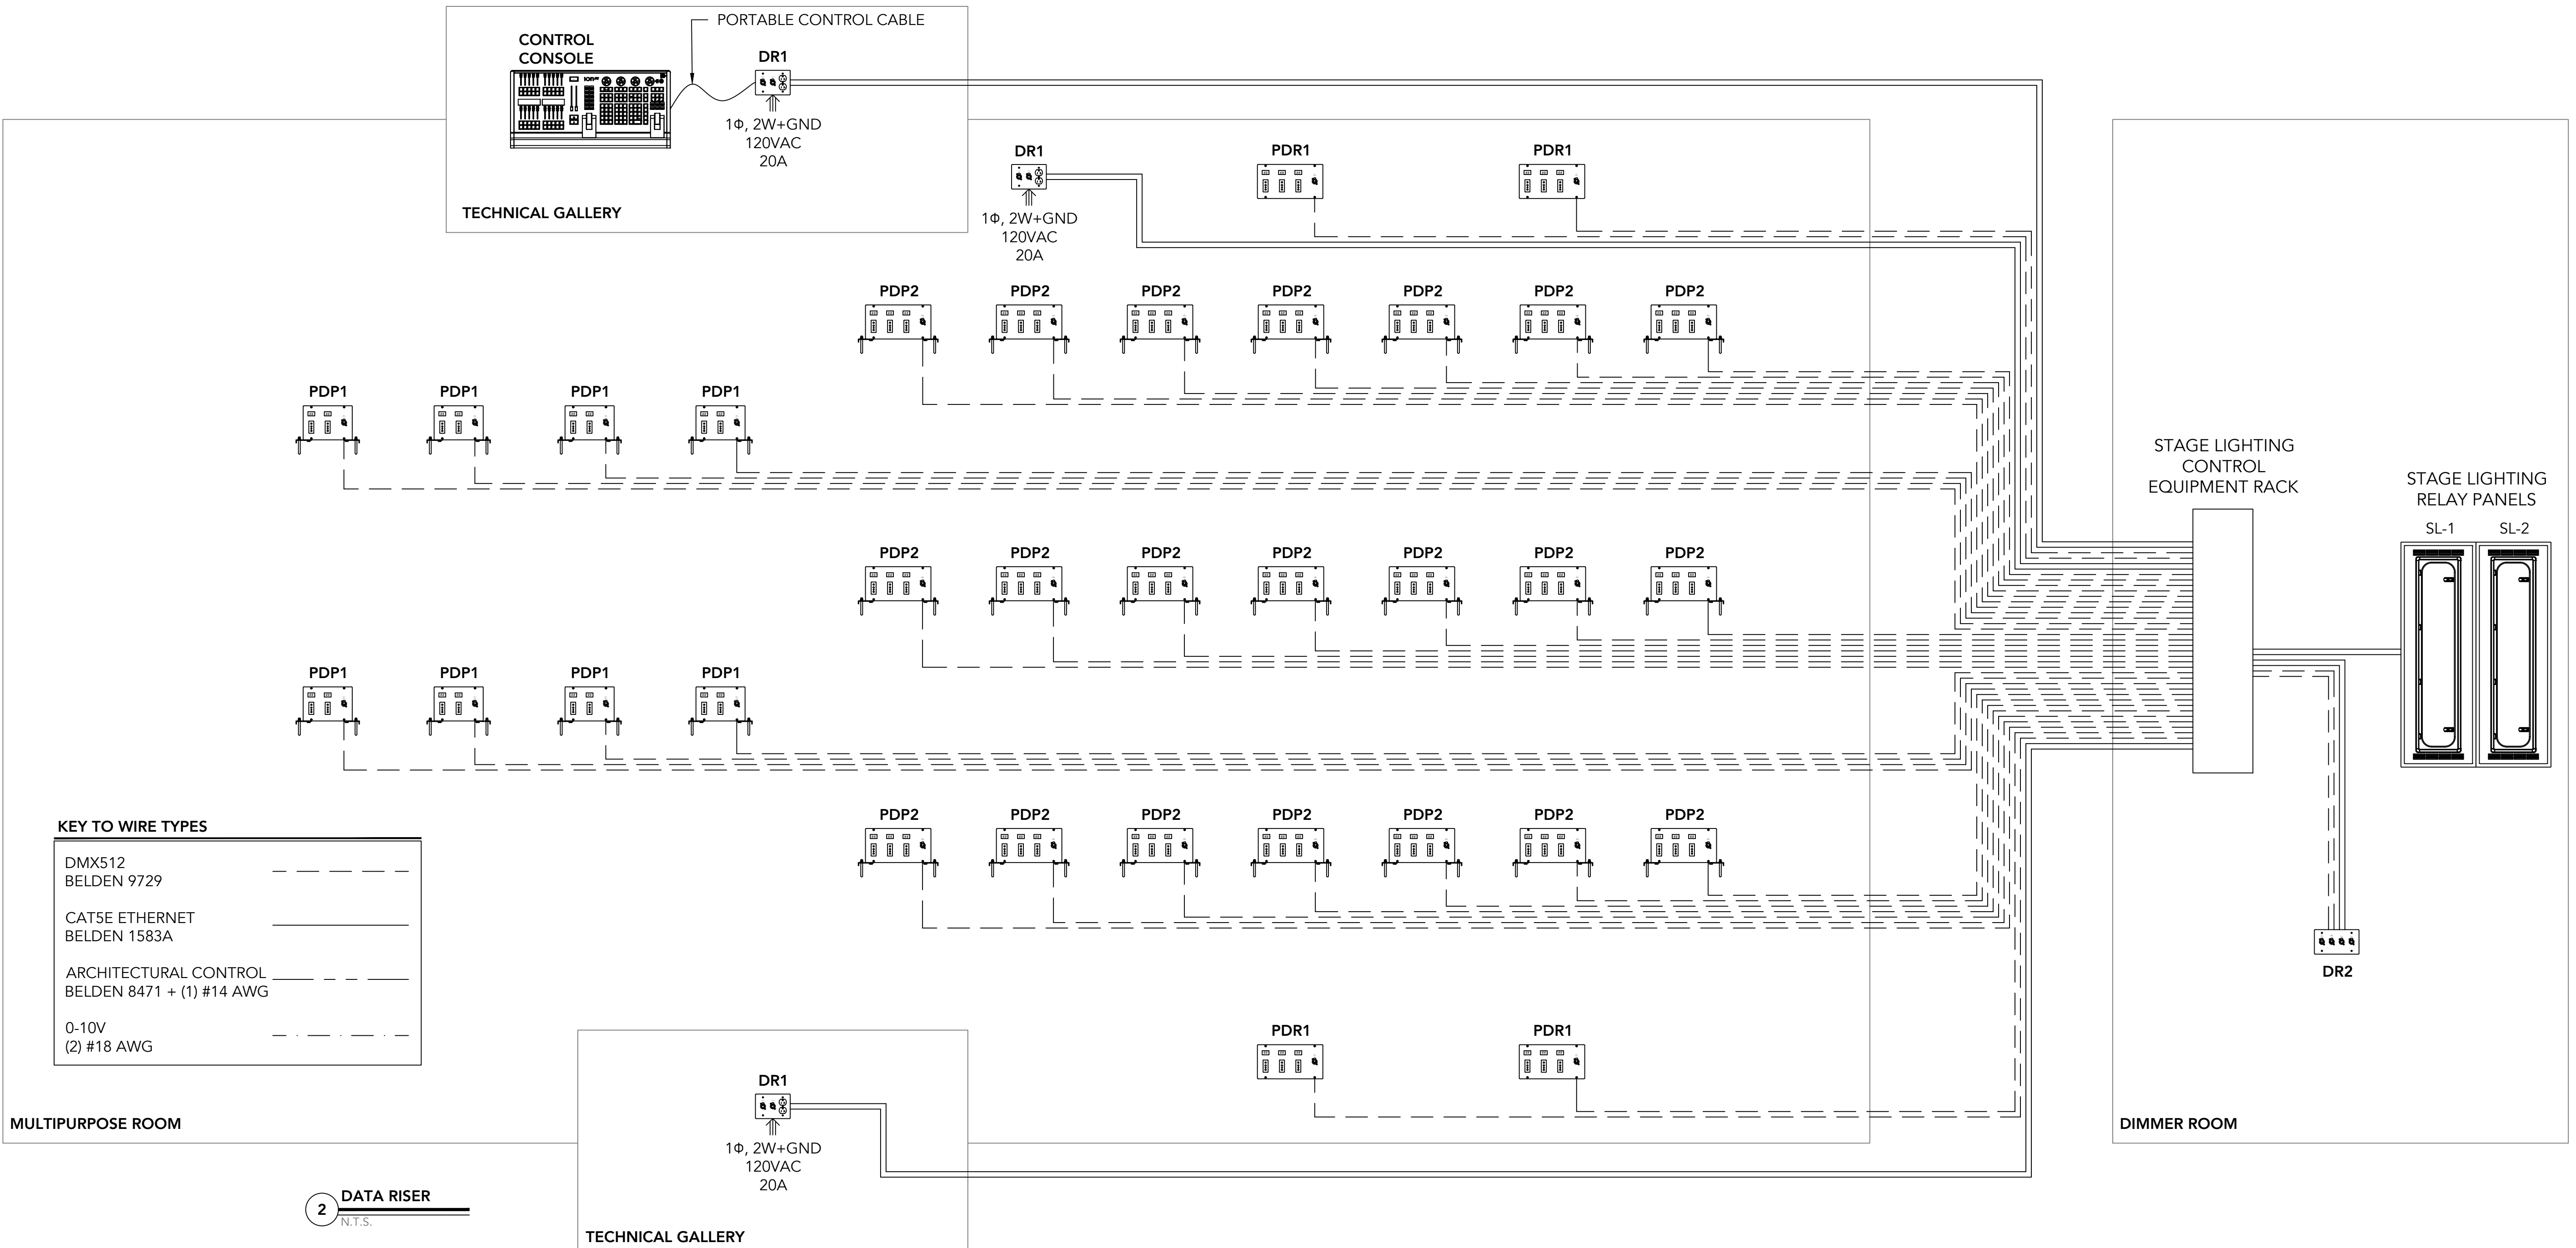 PORTABLE CONTROL CABLE
CONTROL
CONSOLE
DR1
ion
1Φ, 2W+GND
120VAC
20A
TECHNICAL GALLERY
DR1
1Φ, 2W+GND
120VAC
20A
PDR1
PDR1
PDP2
PDP2
PDP2
PDP2
PDP2
PDP2
PDP2
PDP1
PDP1
PDP1
PDP1
STAGE LIGHTING
CONTROL
EQUIPMENT RACK
STAGE LIGHTING
RELAY PANELS
SL-1
SL-2
PDP2
PDP2
PDP2
PDP2
PDP2
PDP2
PDP2
PDP1
PDP1
PDP1
PDP1
PDP2
PDP2
PDP2
PDP2
PDP2
PDP2
PDP2
KEY TO WIRE TYPES
DMX512
BELDEN 9729
CAT5E ETHERNET
BELDEN 1583A
ARCHITECTURAL CONTROL
BELDEN 8471 + (1) #14 AWG
0-10V
(2) #18 AWG
DR2
PDR1
PDR1
DR1
1Φ, 2W+GND
120VAC
20A
MULTIPURPOSE ROOM
DIMMER ROOM
TECHNICAL GALLERY
2
DATA RISER
N.T.S.